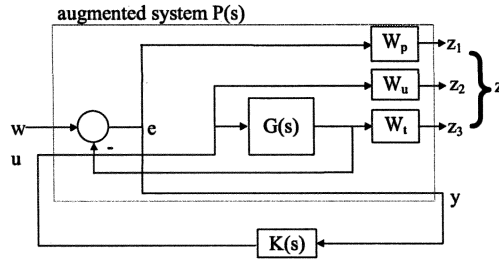 augmented system P(s)
W_p z_1
W_u z_2 z
w e G(s) W_t z_3
-
u
y
K(s)